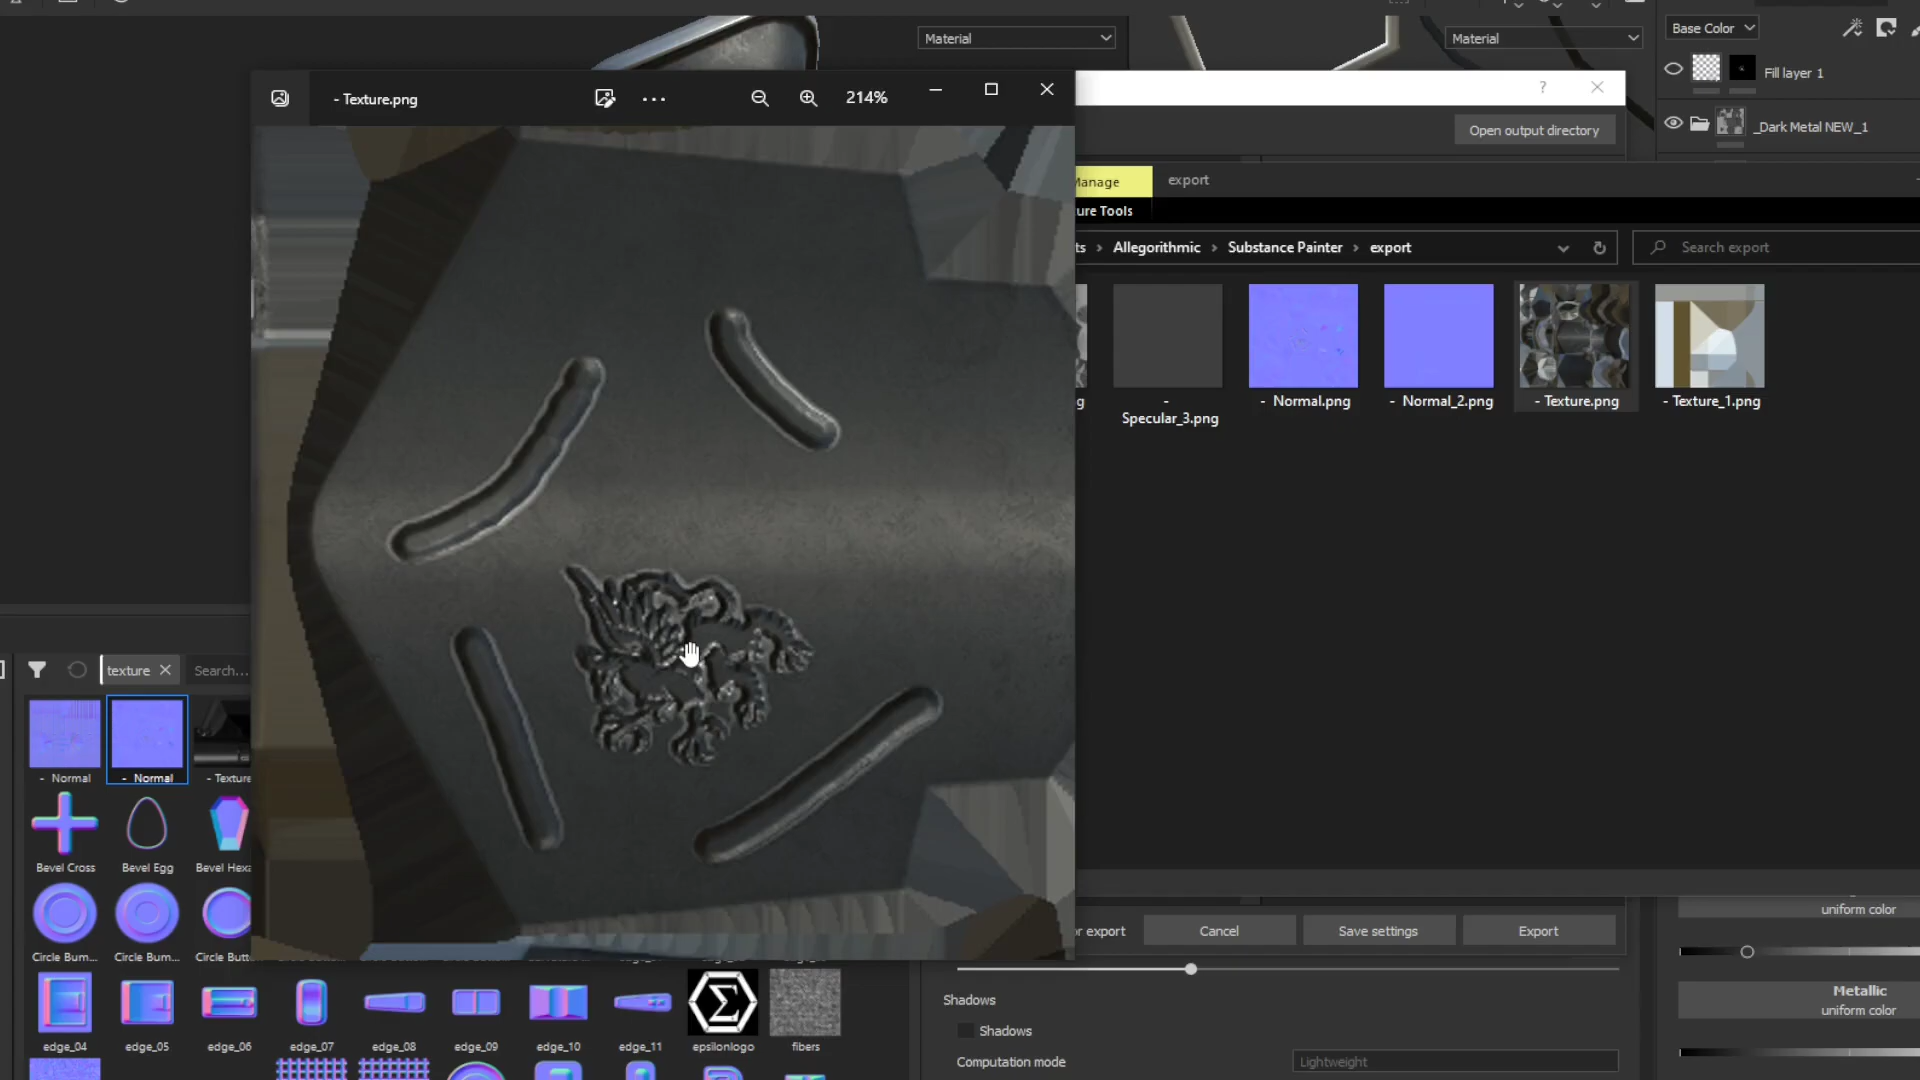 Material
Material
Base Color
Fill layer 1
_Dark Metal NEW_1
- Texture.png
214%
?
Open output directory
Manage
export
ure Tools
ts > Allegorithmic > Substance Painter > export
Search export
g
-
Specular_3.png
- Normal.png
- Normal_2.png
- Texture.png
- Texture_1.png
texture
Search...
- Normal
- Normal
- Texture
Bevel Cross
Bevel Egg
Bevel Hexa
Circle Bum...
Circle Bum...
Circle Butt
edge_04
edge_05
edge_06
edge_07
edge_08
edge_09
edge_10
edge_11
epsilonlogo
fibers
or export
Cancel
Save settings
Export
Shadows
Shadows
Computation mode
Lightweight
uniform color
Metallic
uniform color